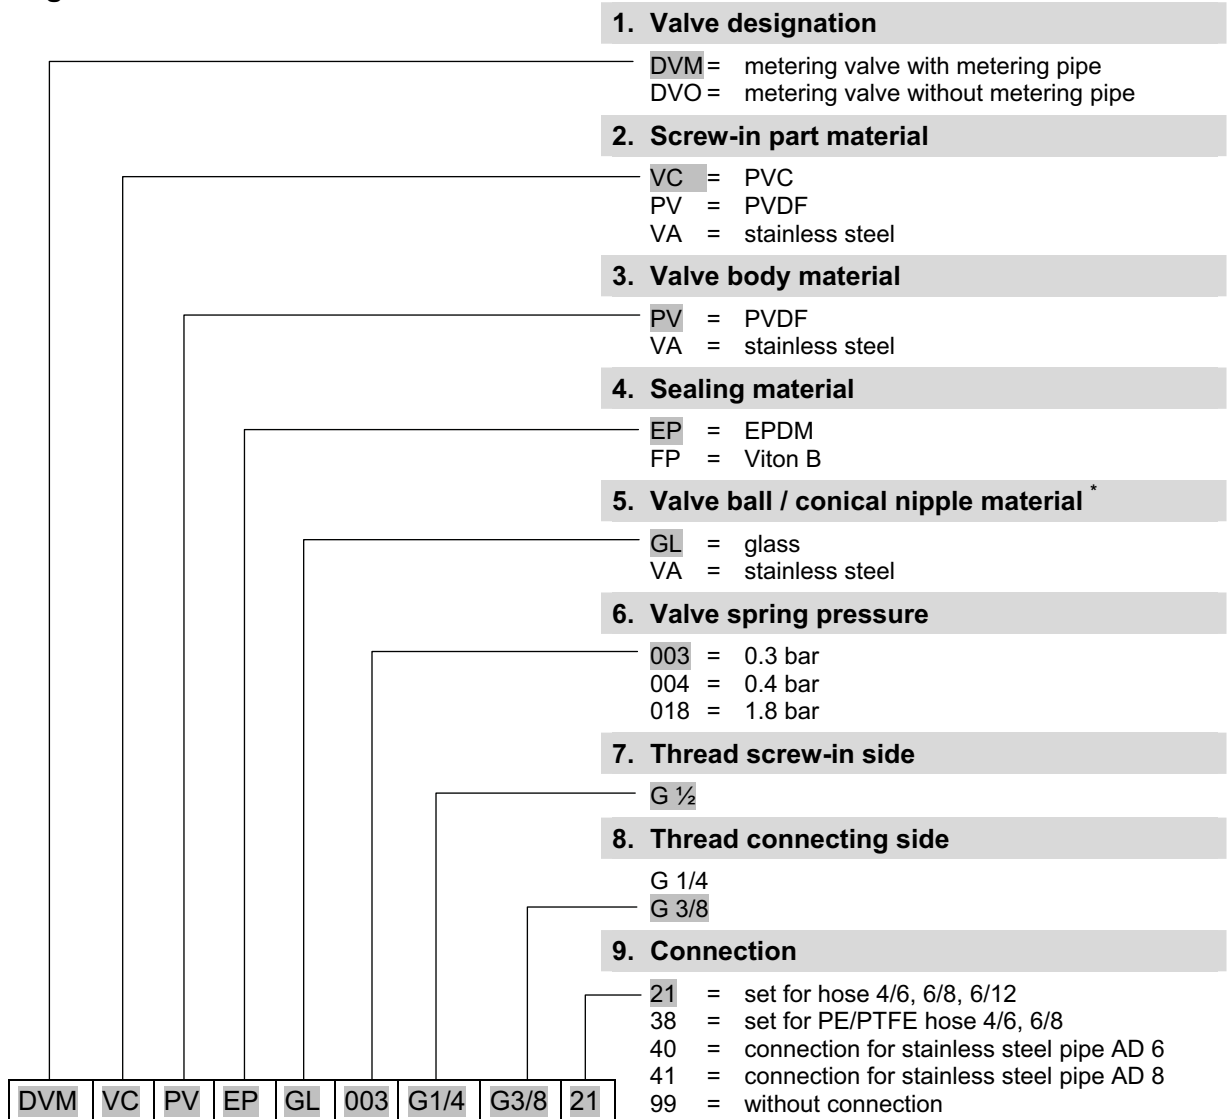 1. Valve designation
DVM = metering valve with metering pipe
DVO = metering valve without metering pipe
2. Screw-in part material
VC = PVC
PV = PVDF
VA = stainless steel
3. Valve body material
PV = PVDF
VA = stainless steel
4. Sealing material
EP = EPDM
FP = Viton B
5. Valve ball / conical nipple material *
GL = glass
VA = stainless steel
6. Valve spring pressure
003 = 0.3 bar
004 = 0.4 bar
018 = 1.8 bar
7. Thread screw-in side
G ½
8. Thread connecting side
G 1/4
G 3/8
9. Connection
21 = set for hose 4/6, 6/8, 6/12
38 = set for PE/PTFE hose 4/6, 6/8
40 = connection for stainless steel pipe AD 6
41 = connection for stainless steel pipe AD 8
99 = without connection
DVM VC PV EP GL 003 G1/4 G3/8 21